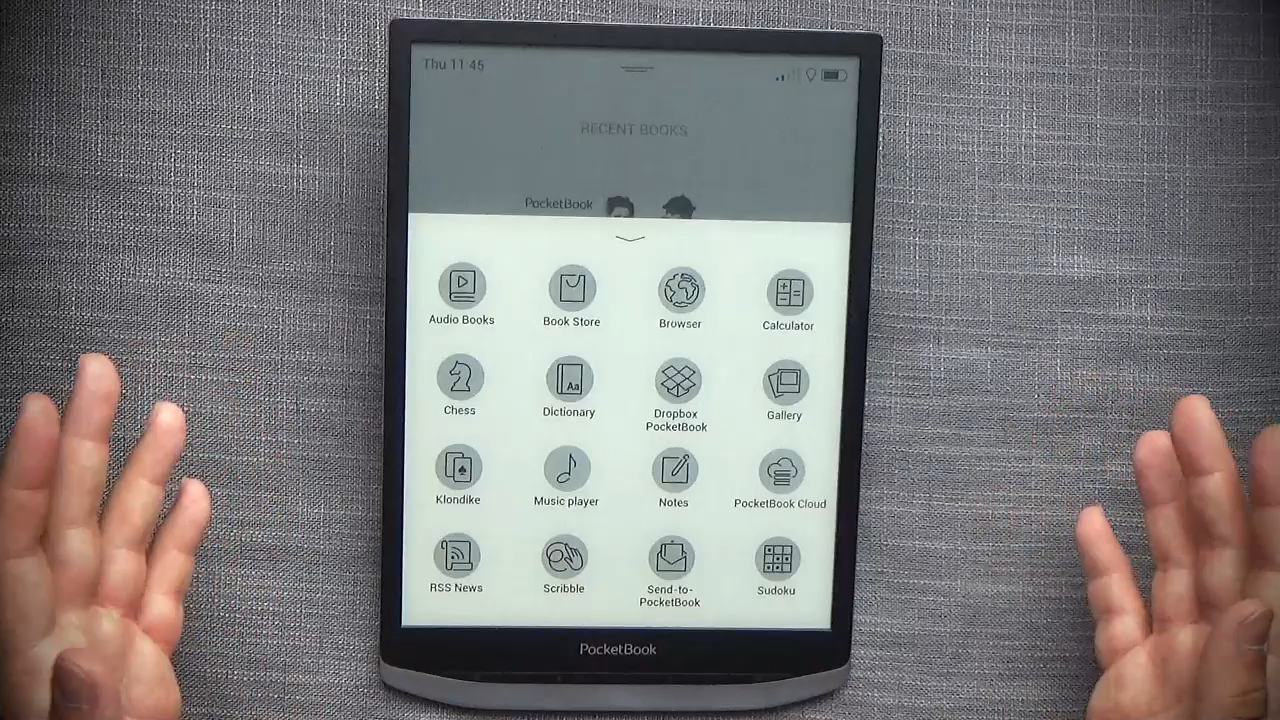 Thu 11 45
RECENT BOOKS
PocketBook
Audio Books
Book Store
Browser
Calculator
Chess
Aa
Dictionary
Dropbox
PocketBook
Gallery
Klondike
Music player
Notes
PocketBook Cloud
RSS News
Scribble
Send-to-
PocketBook
Sudoku
PocketBook